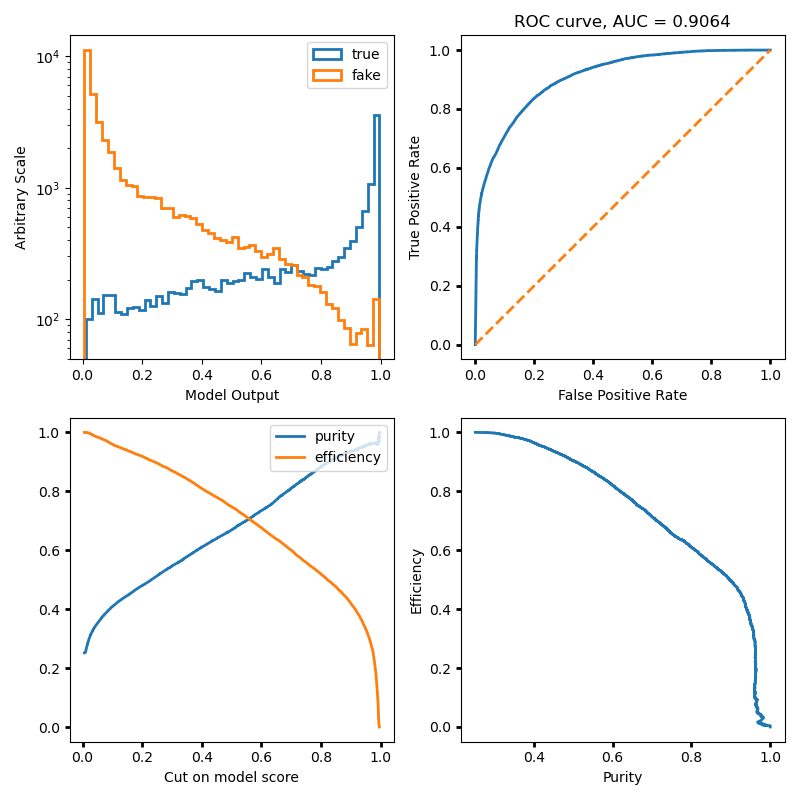 10^4
10^3
10^2
Arbitrary Scale
true
fake
0.0 0.2 0.4 0.6 0.8 1.0
Model Output
ROC curve, AUC = 0.9064
1.0
0.8
0.6
0.4
0.2
0.0
True Positive Rate
0.0 0.2 0.4 0.6 0.8 1.0
False Positive Rate
1.0
0.8
0.6
0.4
0.2
0.0
purity
efficiency
0.0 0.2 0.4 0.6 0.8 1.0
Cut on model score
1.0
0.8
0.6
0.4
0.2
0.0
Efficiency
0.4 0.6 0.8 1.0
Purity